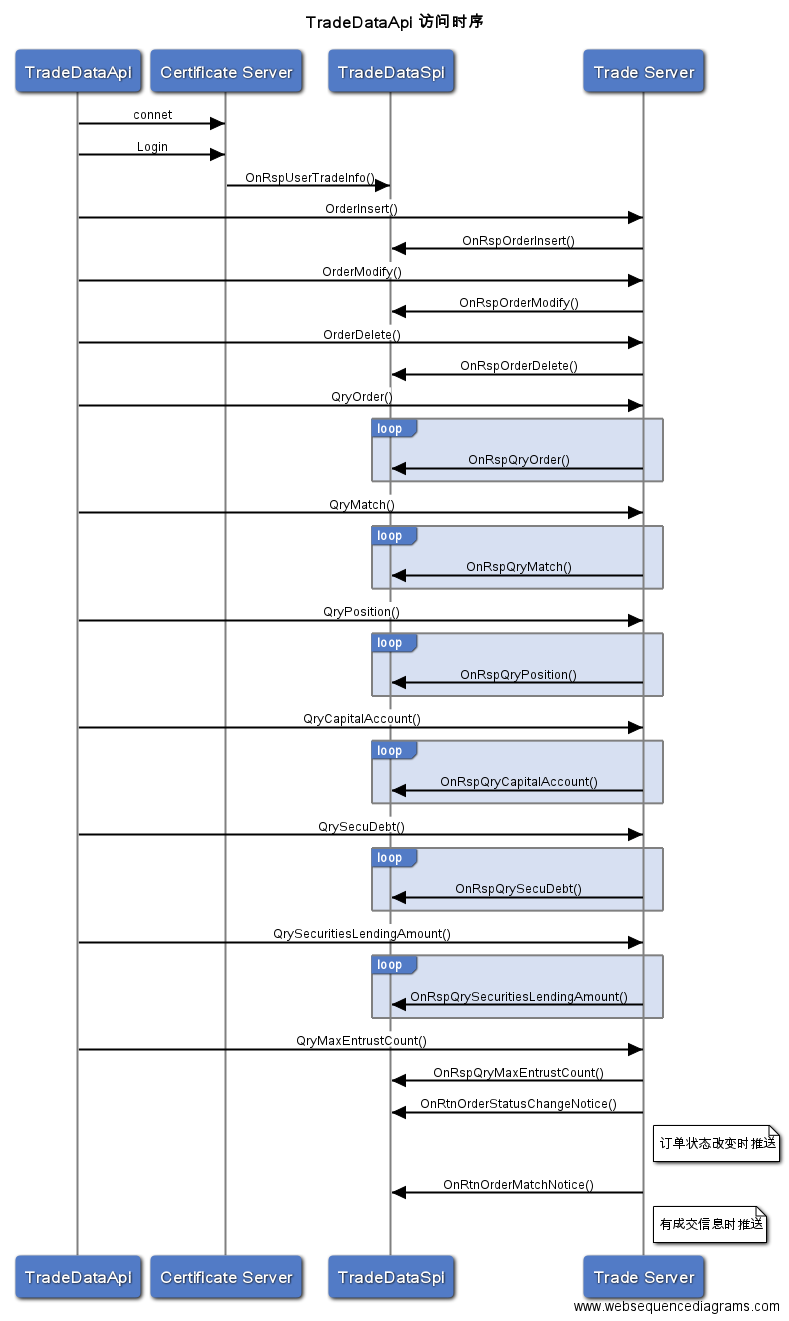 TradeDataApI 访问时序
TradeDataApI
CertIfIcate Server
TradeDataSpI
Trade Server
connet
Login
OnRspUserTradeInfo()
OrderInsert()
OnRspOrderInsert()
OrderModify()
OnRspOrderModify()
OrderDelete()
OnRspOrderDelete()
QryOrder()
loop
OnRspQryOrder()
QryMatch()
loop
OnRspQryMatch()
QryPosition()
loop
OnRspQryPosition()
QryCapitalAccount()
loop
OnRspQryCapitalAccount()
QrySecuDebt()
loop
OnRspQrySecuDebt()
QrySecuritiesLendingAmount()
loop
OnRspQrySecuritiesLendingAmount()
QryMaxEntrustCount()
OnRspQryMaxEntrustCount()
OnRtnOrderStatusChangeNotice()
订单状态改变时推送
OnRtnOrderMatchNotice()
有成交信息时推送
TradeDataApI
CertIfIcate Server
TradeDataSpI
Trade Server
www.websequencediagrams.com